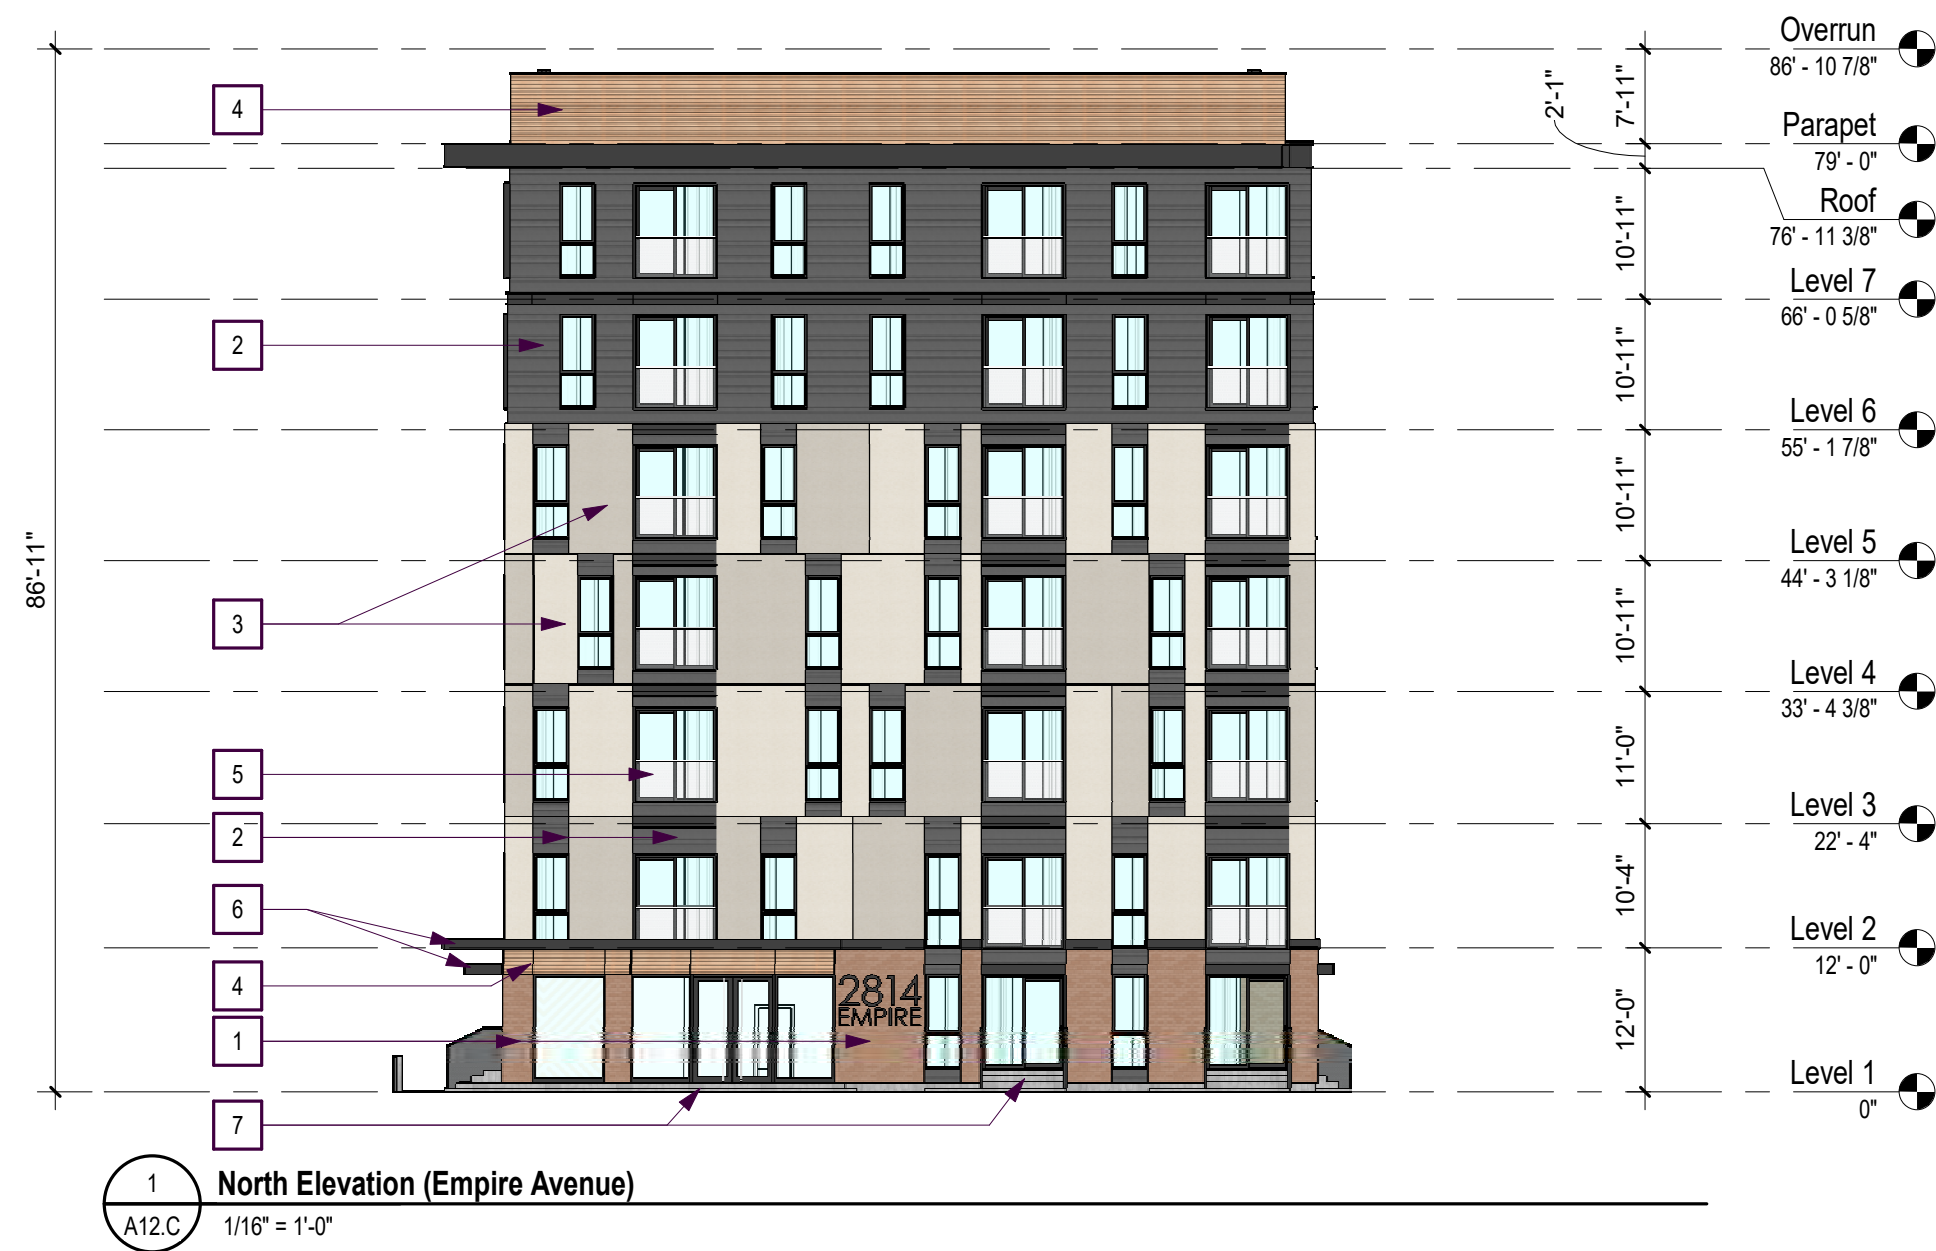 Overrun
86' - 10 7/8"
Parapet
79' - 0"
Roof
76' - 11 3/8"
Level 7
66' - 0 5/8"
Level 6
55' - 1 7/8"
Level 5
44' - 3 1/8"
Level 4
33' - 4 3/8"
Level 3
22' - 4"
Level 2
12' - 0"
Level 1
0"
2'-1"
7'-11"
10'-11"
10'-11"
10'-11"
10'-11"
11'-0"
10'-4"
12'-0"
86'-11"
4
2
3
5
2
6
4
1
7
2814
EMPIRE
1
A12.C
North Elevation (Empire Avenue)
1/16" = 1'-0"